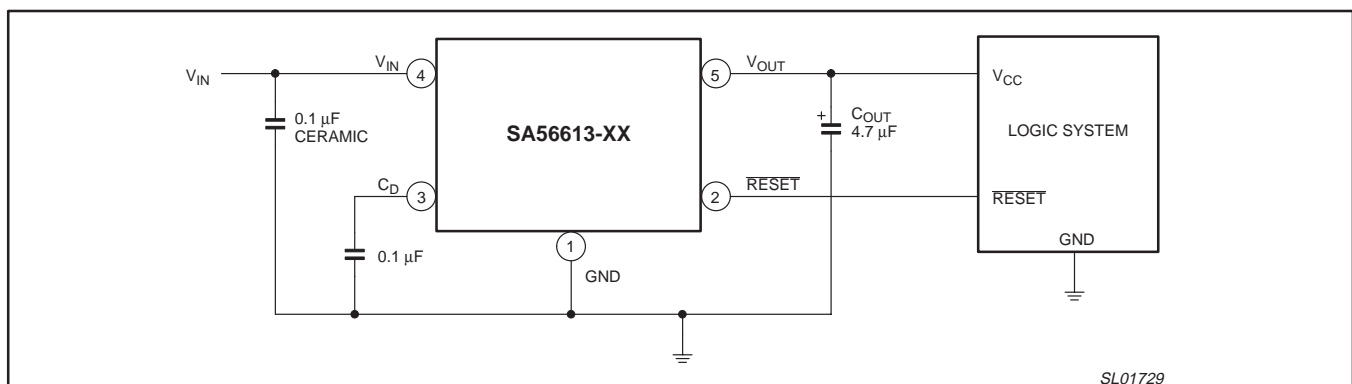 V_IN
V_IN
4
0.1 μF
CERAMIC
C_D
3
0.1 μF
SA56613-XX
1
GND
5
V_OUT
+
C_OUT
4.7 μF
2
RESET
V_CC
LOGIC SYSTEM
RESET
GND
SL01729